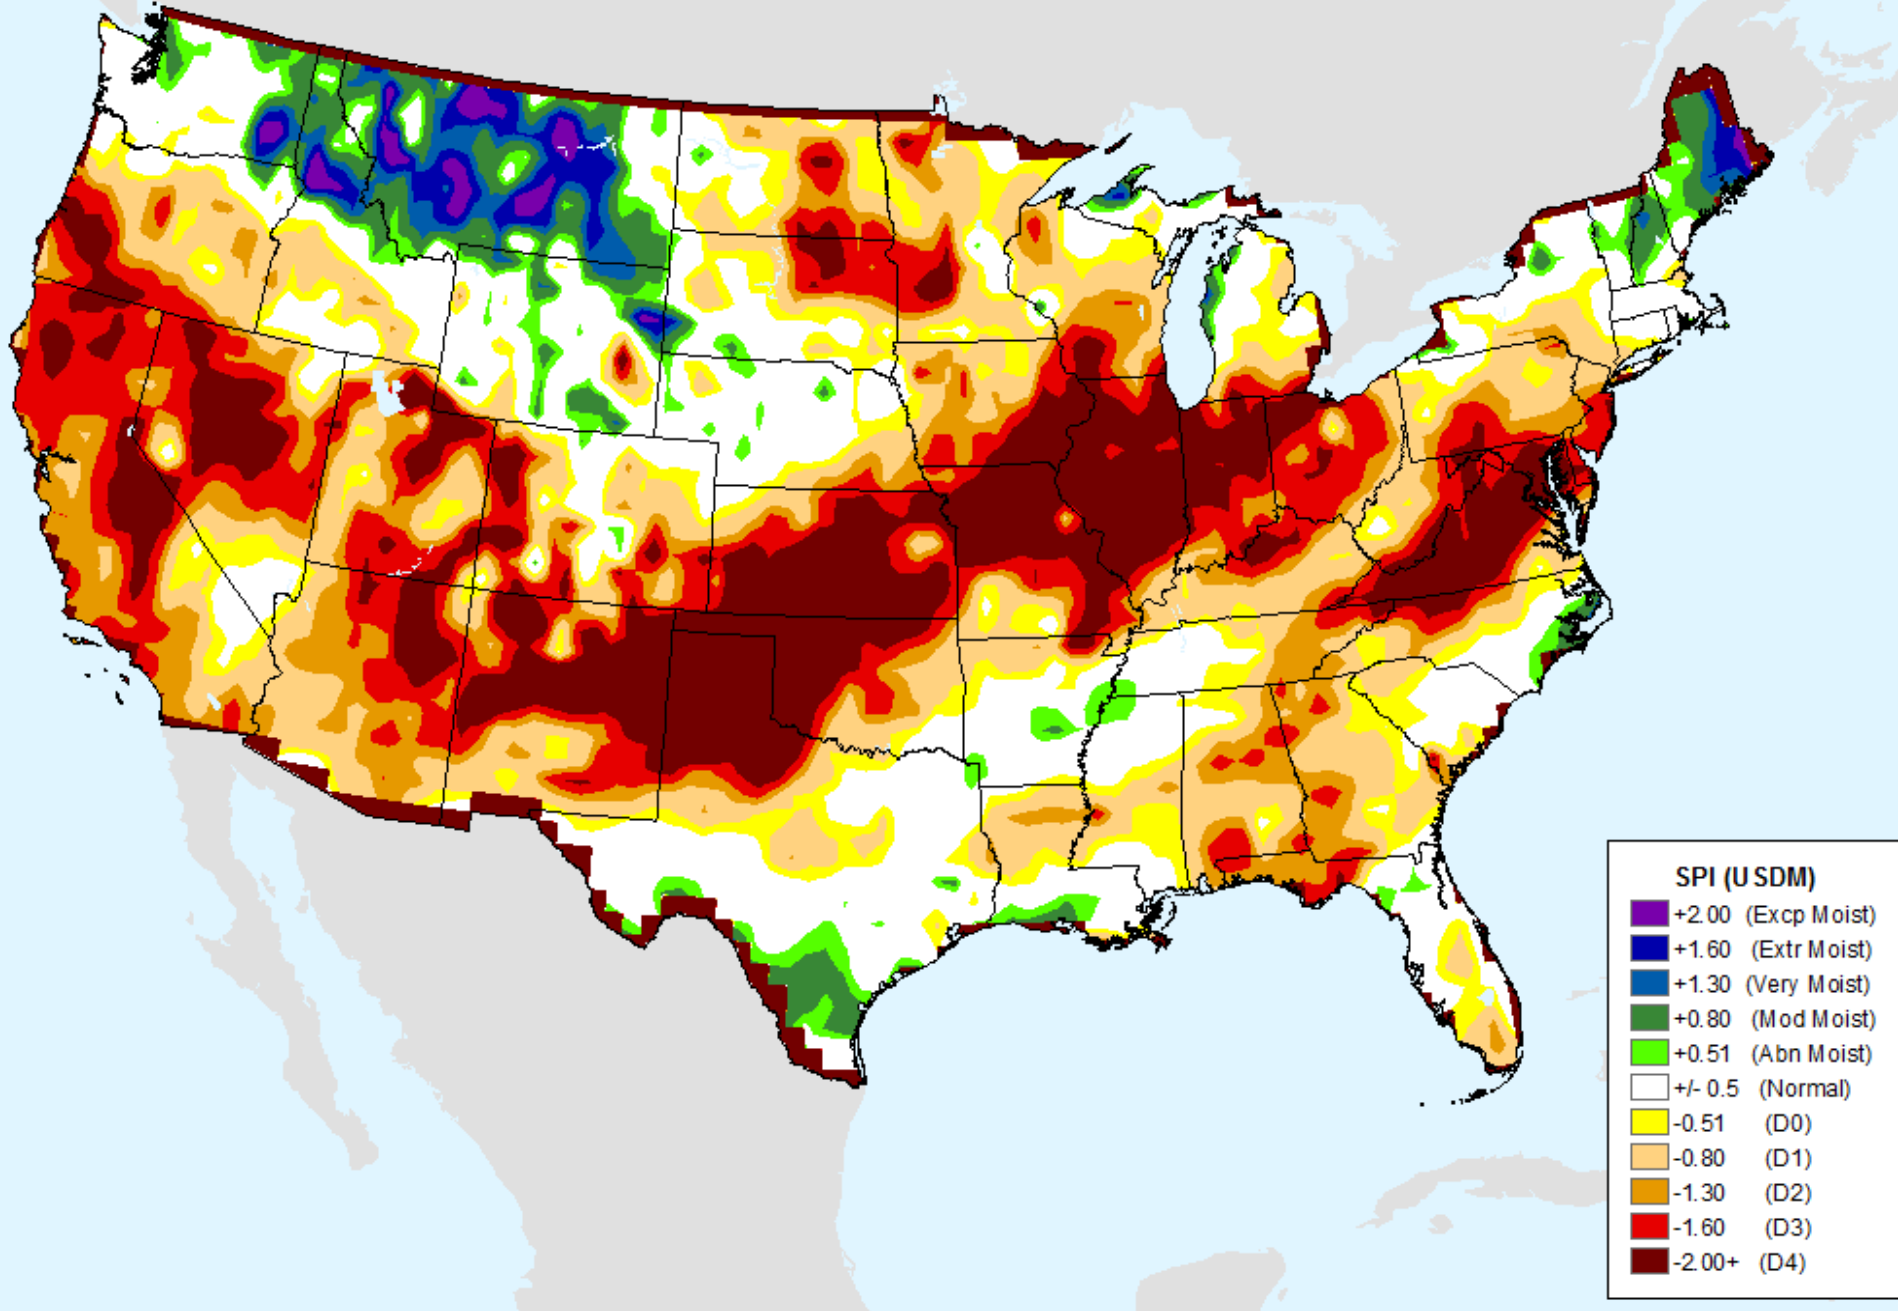 SPI (USDM)
+2.00 (Excp Moist)
+1.60 (Extr Moist)
+1.30 (Very Moist)
+0.80 (Mod Moist)
+0.51 (Abn Moist)
+/- 0.5 (Normal)
-0.51 (D0)
-0.80 (D1)
-1.30 (D2)
-1.60 (D3)
-2.00+ (D4)